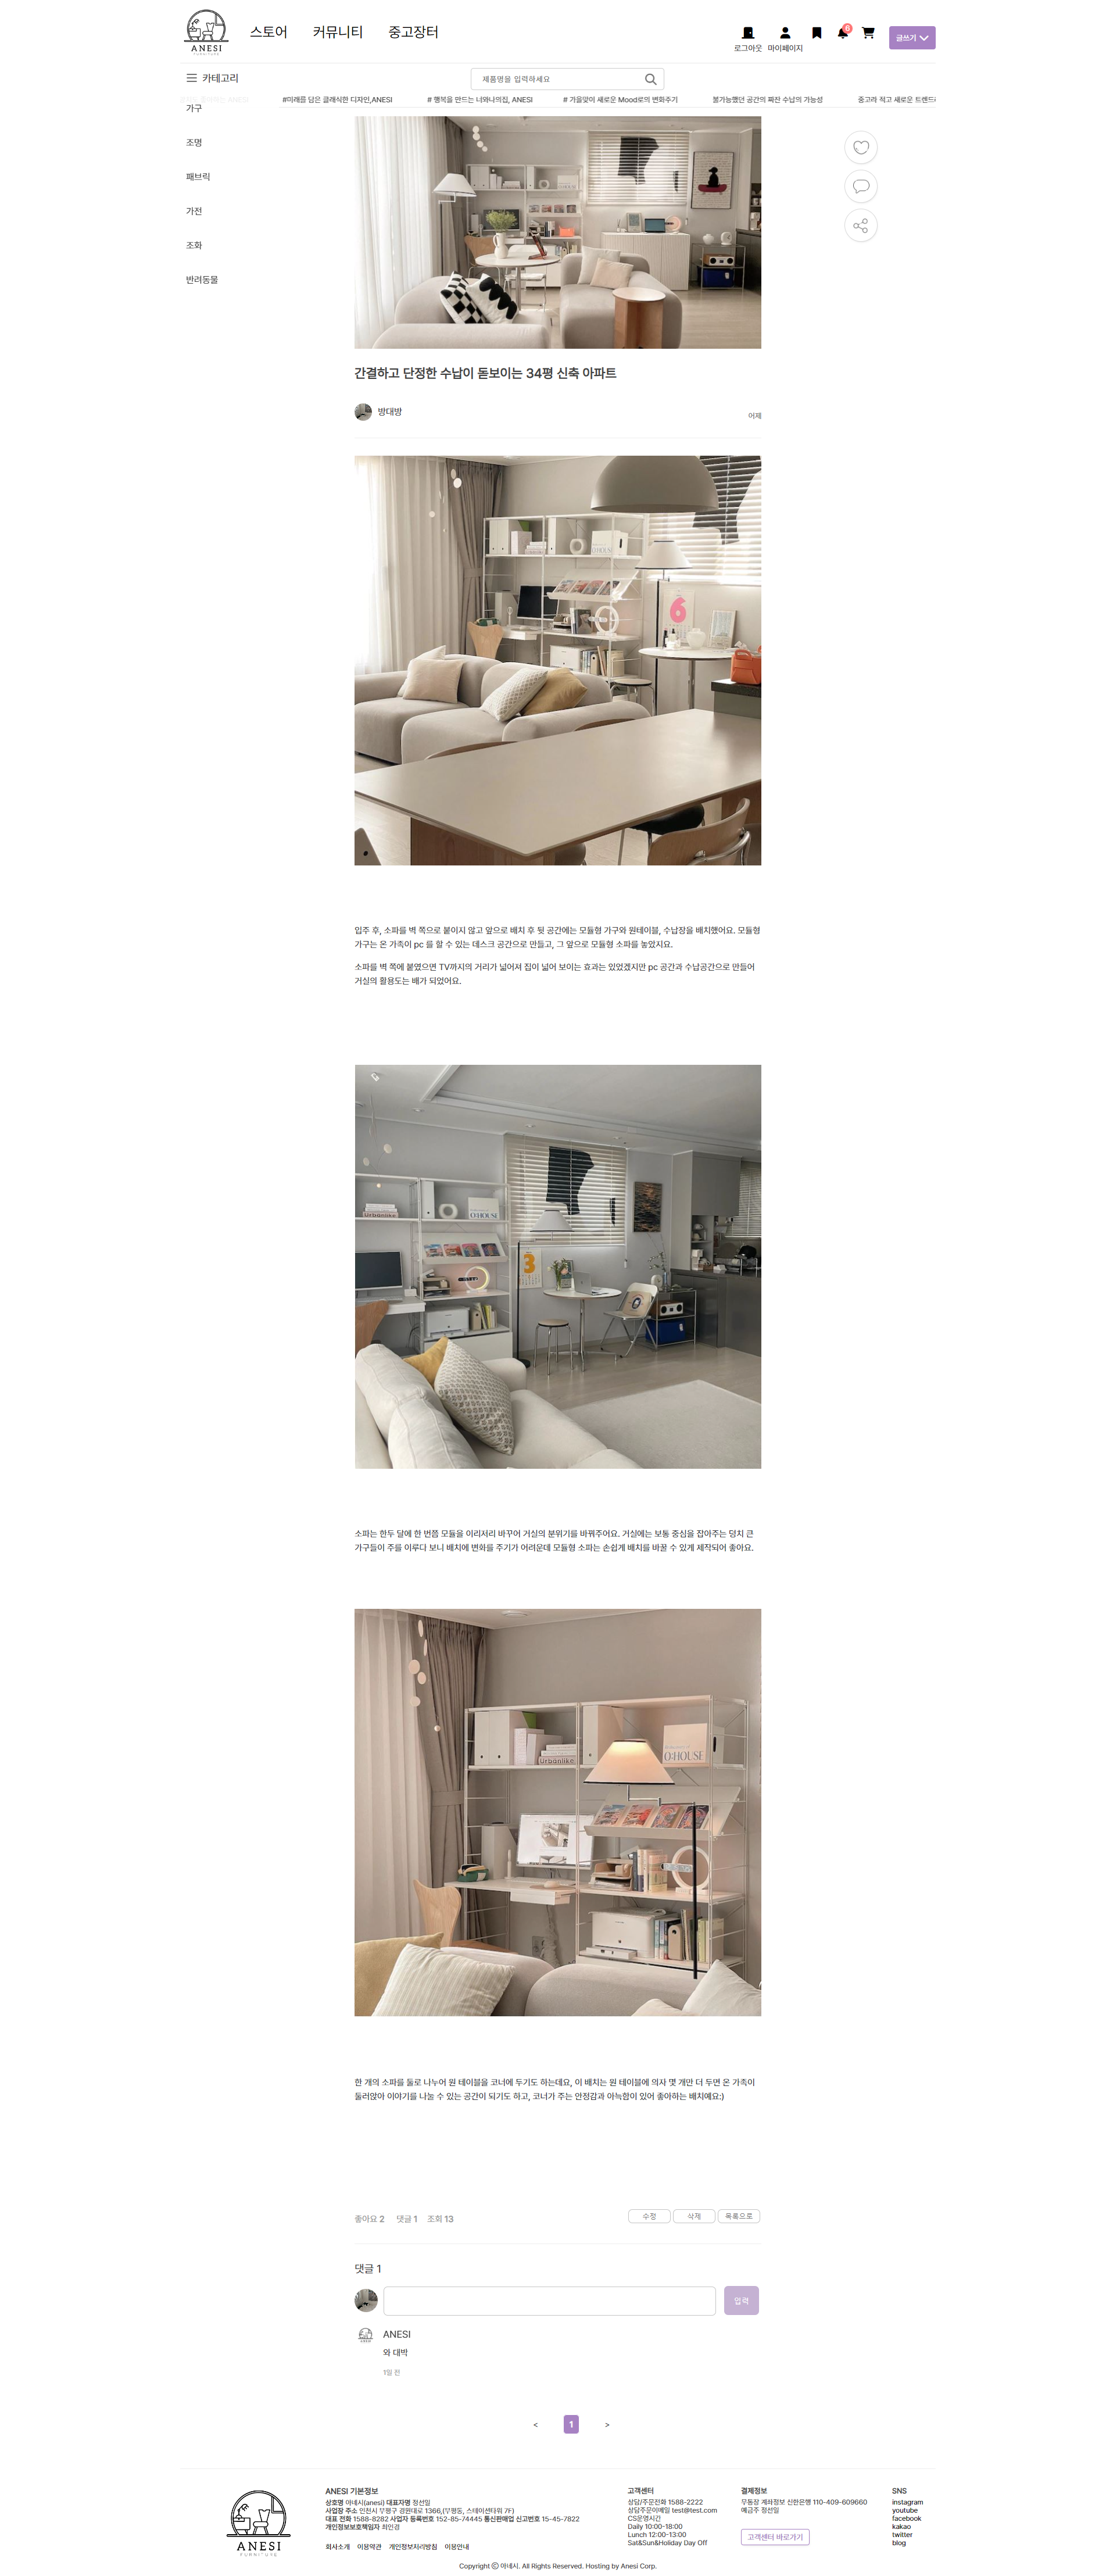 ANESI
FURNITURE
스토어
커뮤니티
중고장터
로그아웃
마이페이지
6
글쓰기
카테고리
제품명을 입력하세요
#미래를 담은 클래식한 디자인,ANESI
# 행복을 만드는 너와나의집, ANESI
# 가을맞이 새로운 Mood로의 변화주기
불가능했던 공간의 짜잔 수납의 가능성
가구
조명
패브릭
가전
조화
반려동물
간결하고 단정한 수납이 돋보이는 34평 신축 아파트
방대방
어제
O:HOUSE
6
입주 후, 소파를 벽 쪽으로 붙이지 않고 앞으로 배치 후 뒷 공간에는 모듈형 가구와 원테이블, 수납장을 배치했어요. 모듈형
가구는 온 가족이 pc 를 할 수 있는 데스크 공간으로 만들고, 그 앞으로 모듈형 소파를 놓았지요.
소파를 벽 쪽에 붙였으면 TV까지의 거리가 넓어져 집이 넓어 보이는 효과는 있었겠지만 pc 공간과 수납공간으로 만들어
거실의 활용도는 배가 되었어요.
Urbanlike
O:HOUSE
3
소파는 한두 달에 한 번쯤 모듈을 이리저리 바꾸어 거실의 분위기를 바꿔주어요. 거실에는 보통 중심을 잡아주는 덩치 큰
가구들이 주를 이루다 보니 배치에 변화를 주기가 어려운데 모듈형 소파는 손쉽게 배치를 바꿀 수 있게 제작되어 좋아요.
Urbanlike
O:HOUSE
한 개의 소파를 둘로 나누어 원 테이블을 코너에 두기도 하는데요, 이 배치는 원 테이블에 의자 몇 개만 더 두면 온 가족이
둘러앉아 이야기를 나눌 수 있는 공간이 되기도 하고, 코너가 주는 안정감과 아늑함이 있어 좋아하는 배치예요:)
좋아요 2 댓글 1 조회 13
수정
삭제
목록으로
댓글 1
입력
ANESI
와 대박
1일 전
< 1 >
ANESI
FURNITURE
ANESI 기본정보
상호명 아네시(anesi) 대표자명 정선일
사업장 주소 인천시 부평구 경원대로 1366,(부평동, 스테이션타워 7F)
대표 전화 1588-8282 사업자 등록번호 152-85-74445 통신판매업 신고번호 15-45-7822
개인정보보호책임자 최인경
회사소개 이용약관 개인정보처리방침 이용안내
고객센터
상담/주문전화 1588-2222
상담주문이메일 test@test.com
CS운영시간
Daily 10:00-18:00
Lunch 12:00-13:00
Sat&Sun&Holiday Day Off
결제정보
무통장 계좌정보 신한은행 110-409-609660
예금주 정선일
고객센터 바로가기
SNS
instagram
youtube
facebook
kakao
twitter
blog
Copyright ⓒ 아네시. All Rights Reserved. Hosting by Anesi Corp.